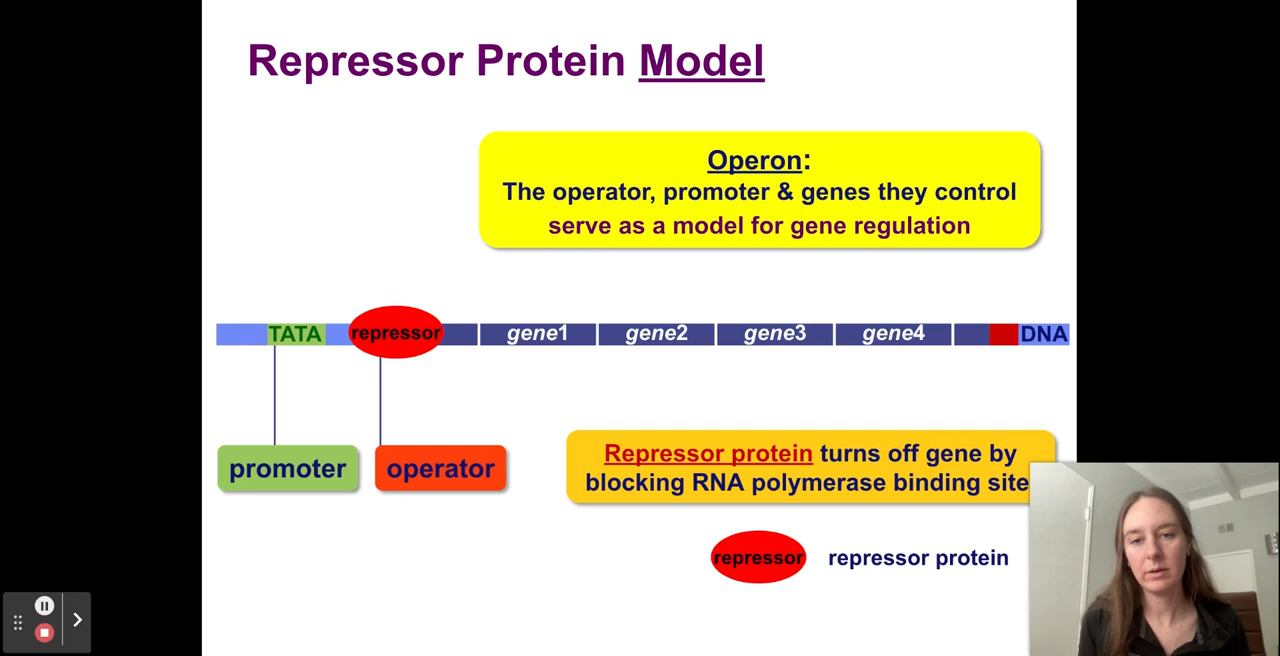 Repressor Protein Model
Operon:
The operator, promoter & genes they control
serve as a model for gene regulation
TATA repressor gene1 gene2 gene3 gene4 DNA
promoter operator
Repressor protein turns off gene by
blocking RNA polymerase binding site
repressor repressor protein